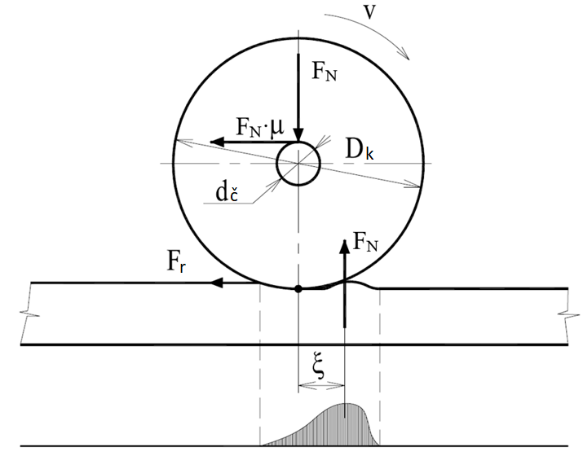 v
F_N
F_N·μ
D_k
d_č
F_N
F_r
ξ